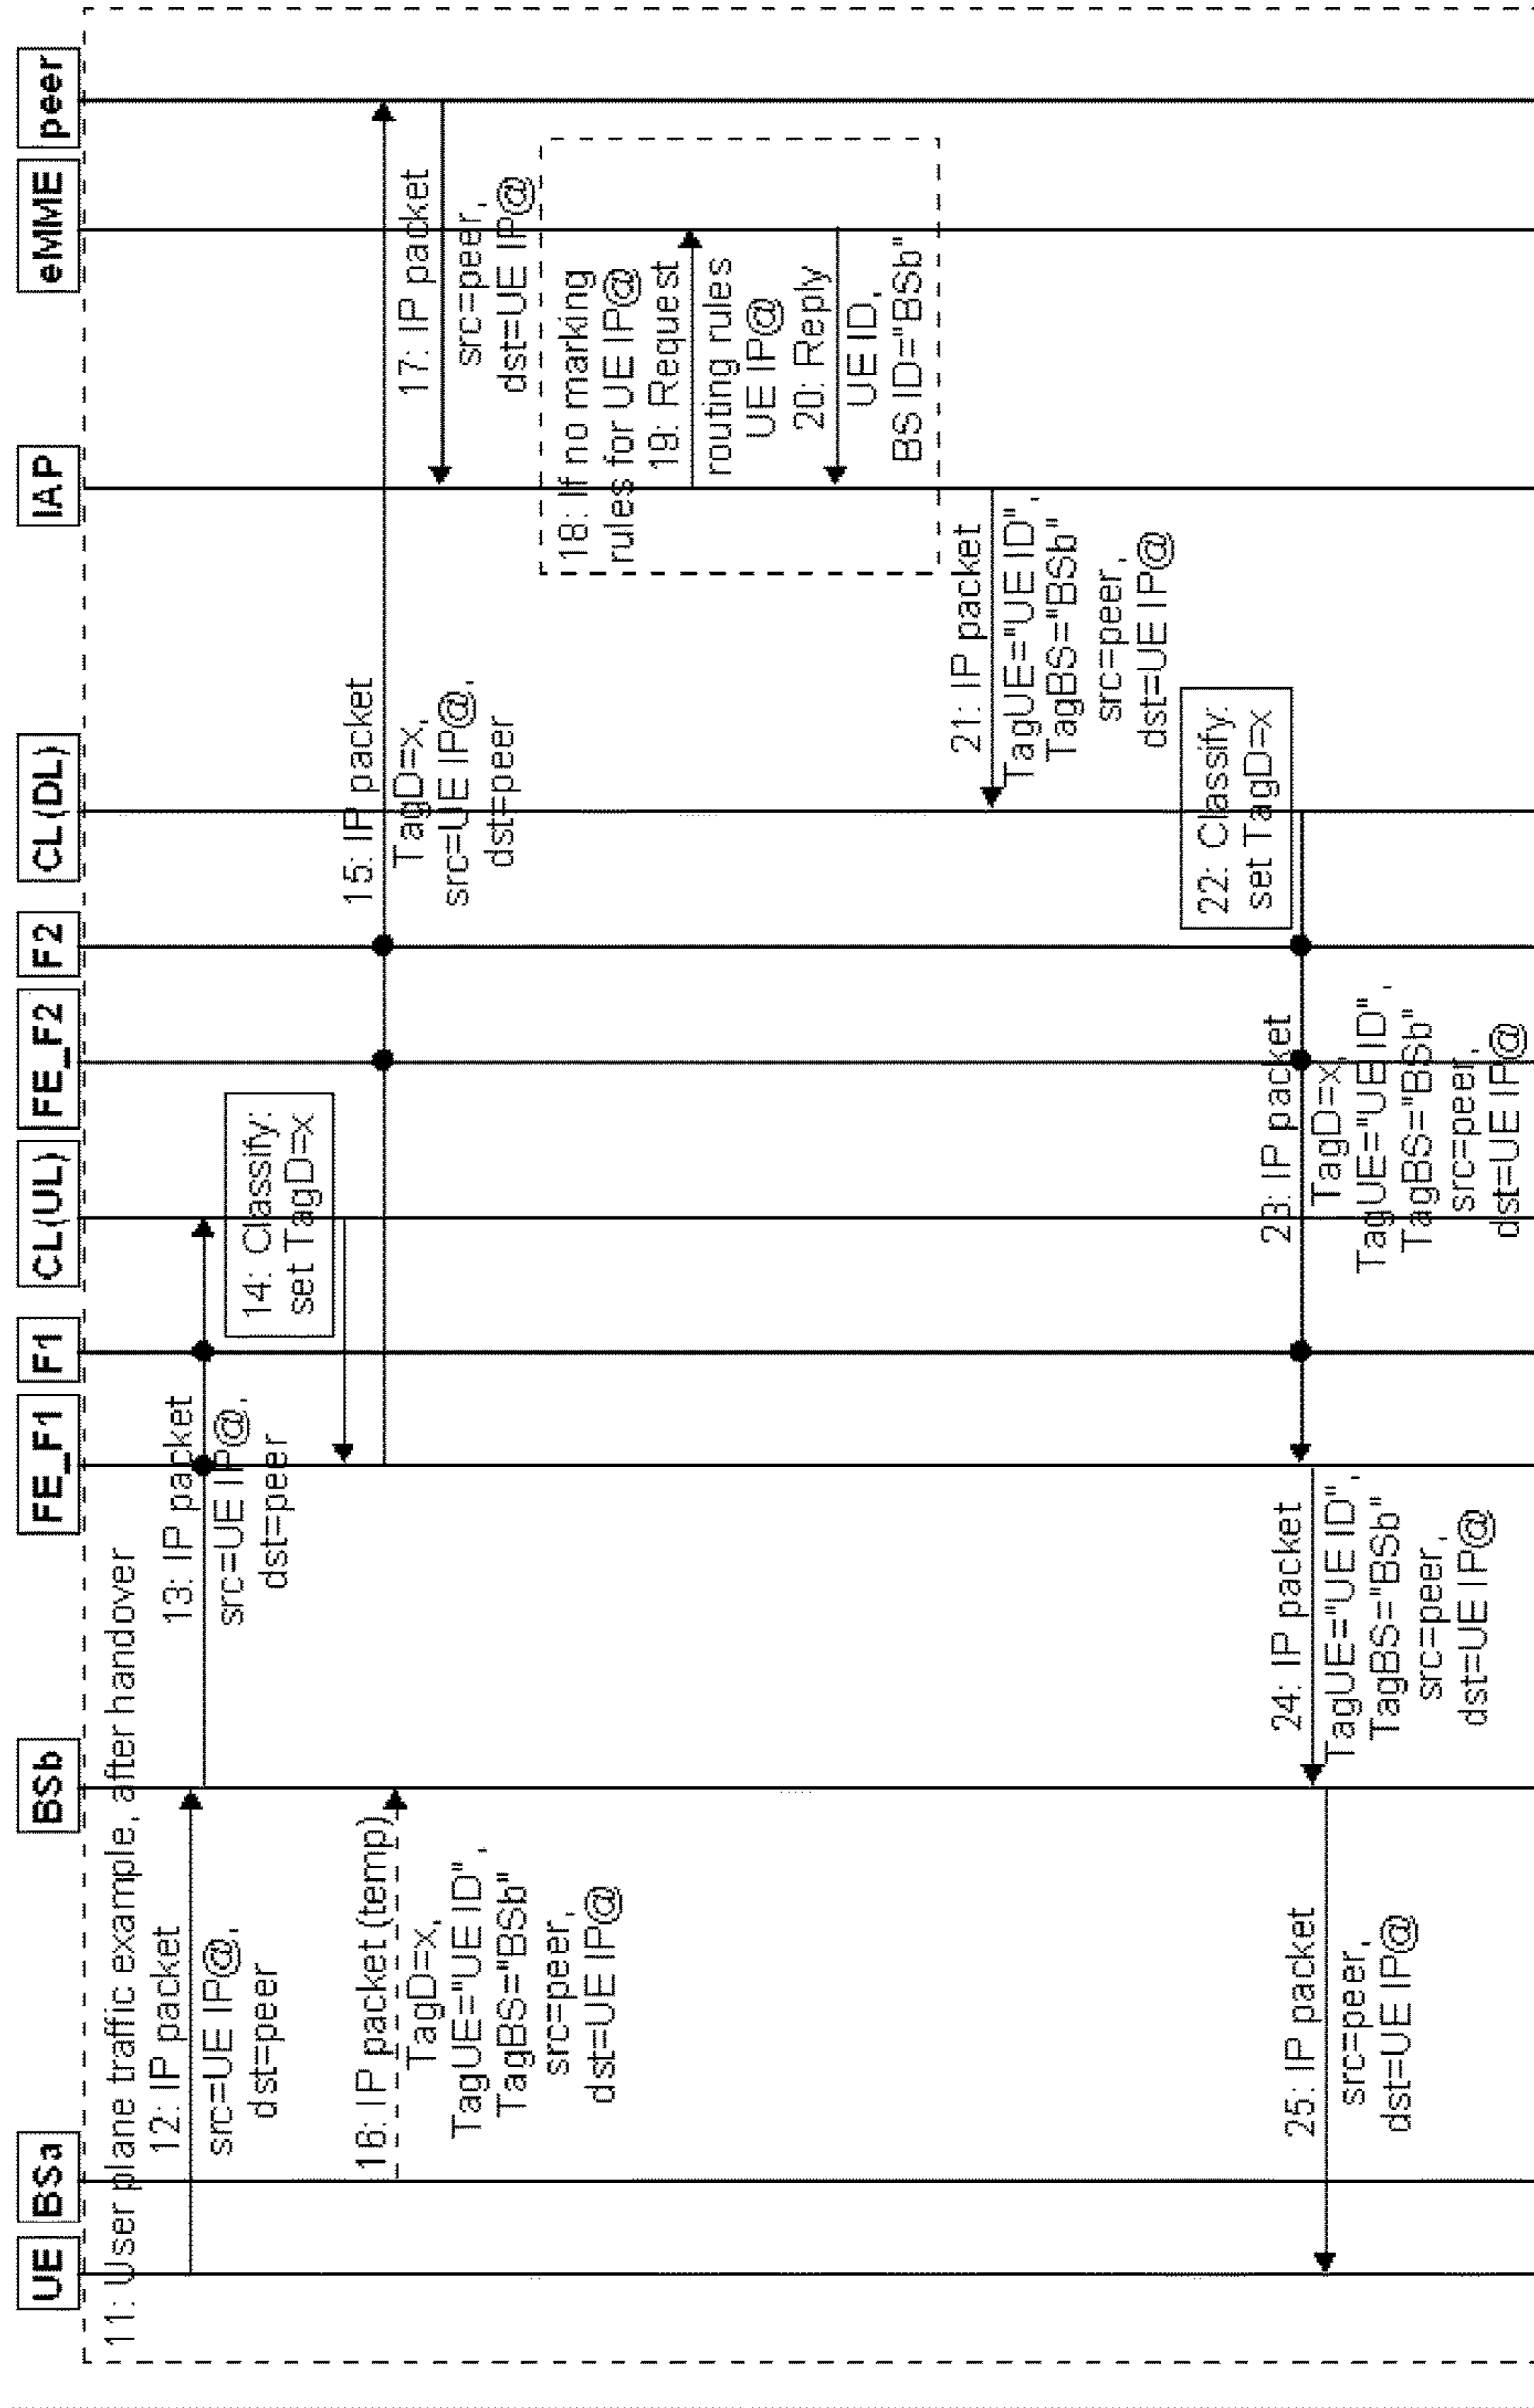 UE
BSa
BSb
FE_F1
F1
CL(UL)
FE_F2
F2
CL(DL)
IAP
eMME
peer
11: User plane traffic example, after handover
12: IP packet
src=UE IP@,
dst=peer
13: IP packet
src=UE IP@,
dst=peer
14: Classify:
set TagD=x
15: IP packet
TagD=x,
src=UE IP@,
dst=peer
16: IP packet (temp)
TagD=x,
TagUE="UE ID",
TagBS="BSb"
src=peer,
dst=UE IP@
17: IP packet
src=peer,
dst=UE IP@
18: If no marking
rules for UE IP@
19: Request
routing rules
UE IP@
20: Reply
UE ID,
BS ID="BSb"
21: IP packet
TagUE="UE ID",
TagBS="BSb"
src=peer,
dst=UE IP@
22: Classify:
set TagD=x
23: IP packet
TagD=x,
TagUE="UE ID",
TagBS="BSb"
src=peer,
dst=UE IP@
24: IP packet
TagUE="UE ID",
TagBS="BSb"
src=peer,
dst=UE IP@
25: IP packet
src=peer,
dst=UE IP@